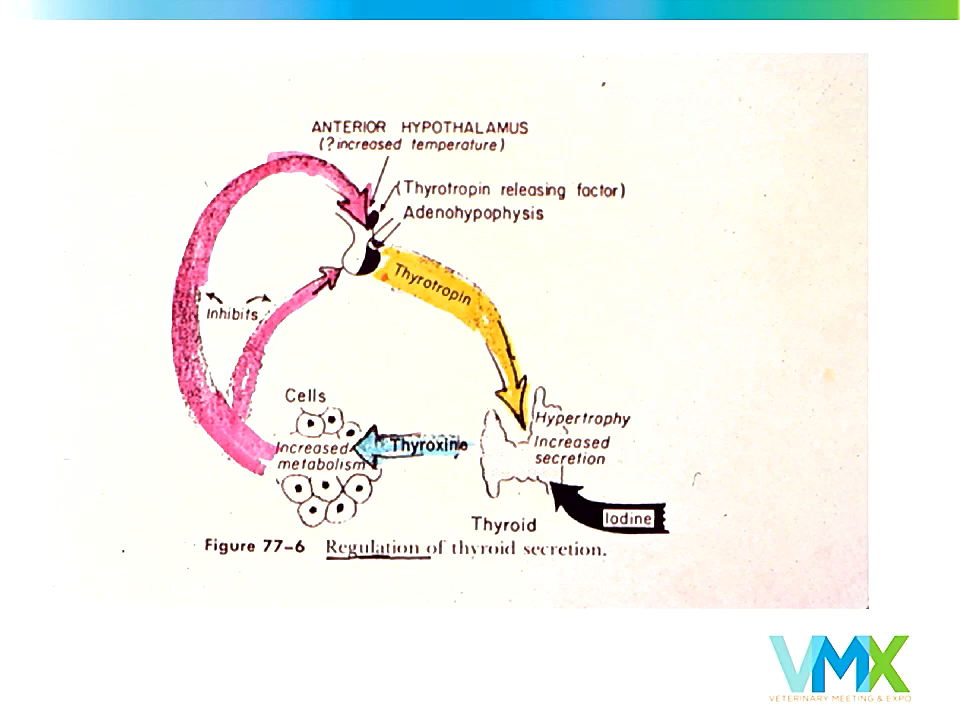 ANTERIOR HYPOTHALAMUS
(?increased temperature)
(Thyrotropin releasing factor)
Adenohypophysis
Thyrotropin
Inhibits
Cells
Increased
metabolism
Thyroxine
Hypertrophy
Increased
secretion
Iodine
Thyroid
Figure 77-6 Regulation of thyroid secretion.
VMX
VETERINARY MEETING & EXPO